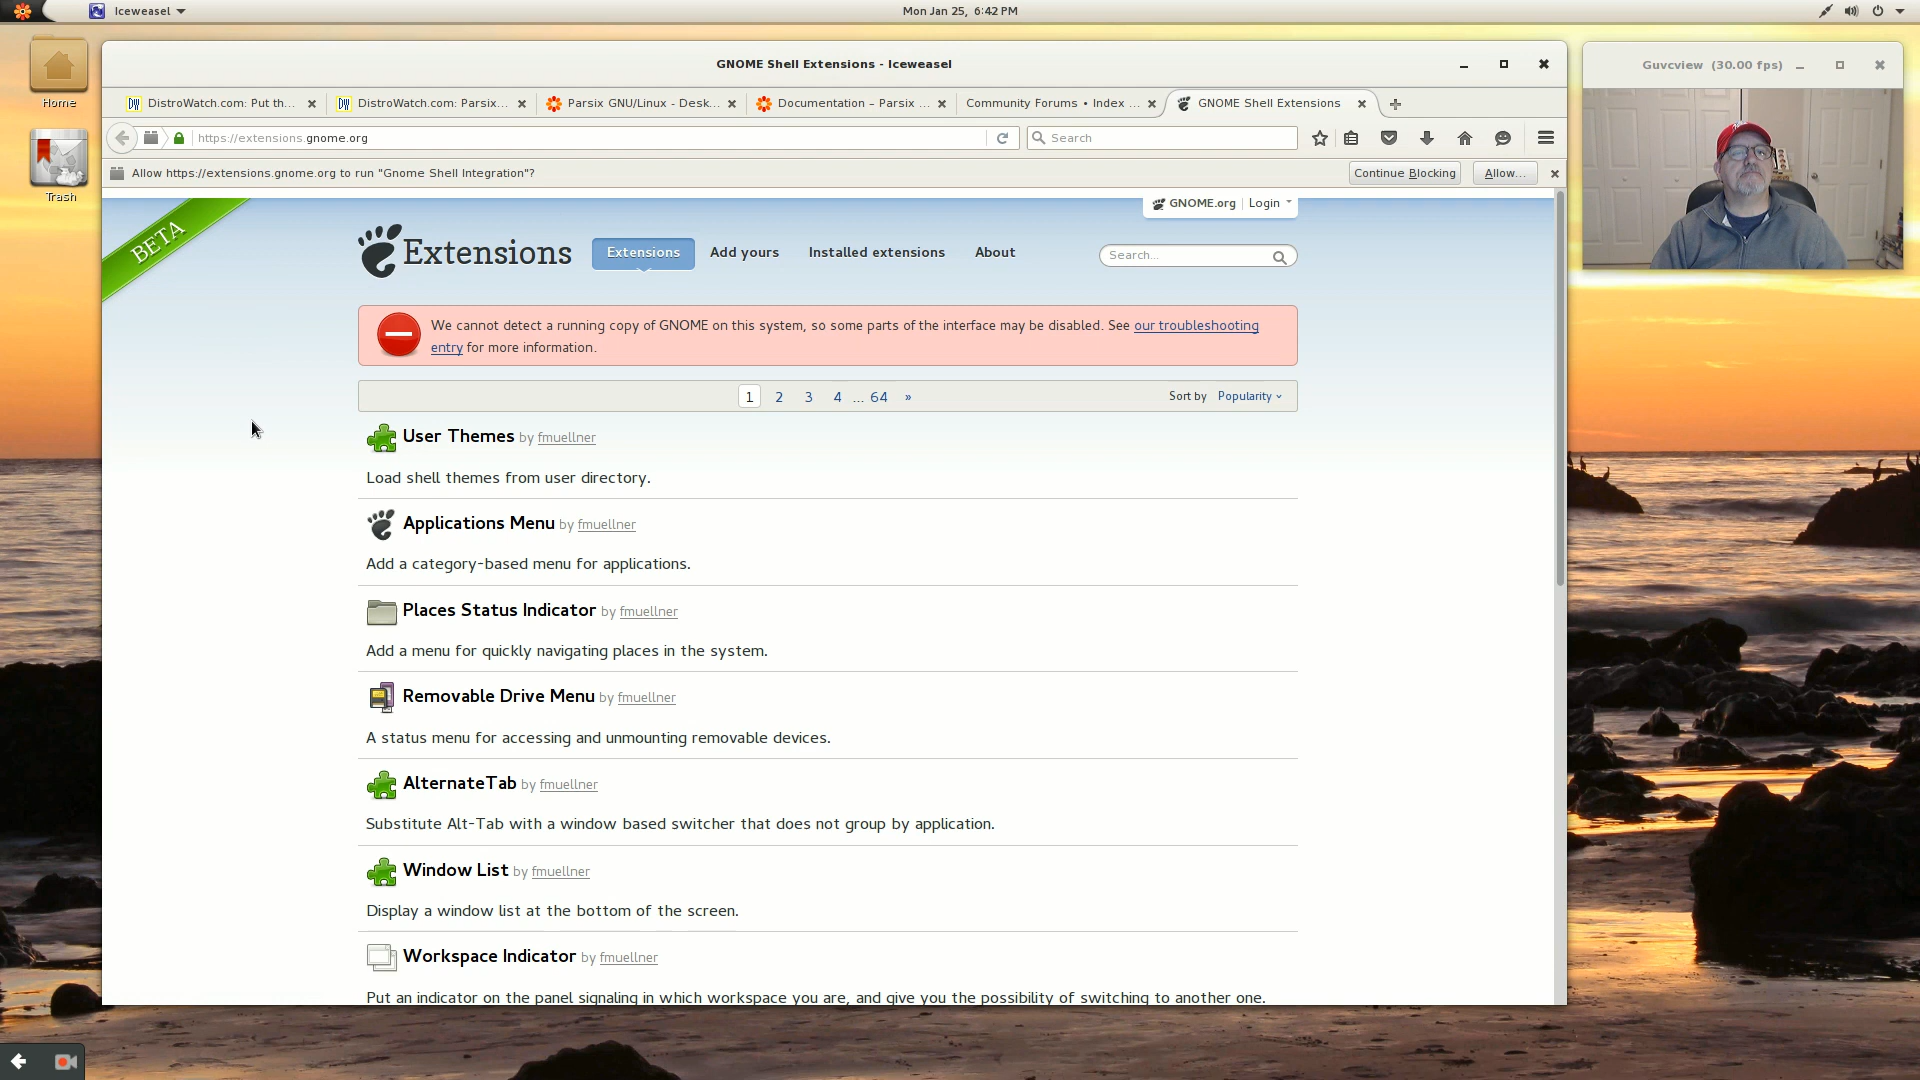 Iceweasel
Mon Jan 25, 6:42 PM
Home
Trash
GNOME Shell Extensions - Iceweasel
Guvcview (30.00 fps)
DistroWatch.com: Put th...
DistroWatch.com: Parsix...
Parsix GNU/Linux - Desk...
Documentation – Parsix ...
Community Forums • Index ...
GNOME Shell Extensions
https://extensions.gnome.org
Search
Allow https://extensions.gnome.org to run "Gnome Shell Integration"?
Continue Blocking
Allow...
BETA
GNOME.org
Login
Extensions
Extensions
Add yours
Installed extensions
About
Search...
We cannot detect a running copy of GNOME on this system, so some parts of the interface may be disabled. See our troubleshooting
entry for more information.
1 2 3 4 ... 64 »
Sort by Popularity
User Themes by fmuellner
Load shell themes from user directory.
Applications Menu by fmuellner
Add a category-based menu for applications.
Places Status Indicator by fmuellner
Add a menu for quickly navigating places in the system.
Removable Drive Menu by fmuellner
A status menu for accessing and unmounting removable devices.
AlternateTab by fmuellner
Substitute Alt-Tab with a window based switcher that does not group by application.
Window List by fmuellner
Display a window list at the bottom of the screen.
Workspace Indicator by fmuellner
Put an indicator on the panel signaling in which workspace you are, and give you the possibility of switching to another one.